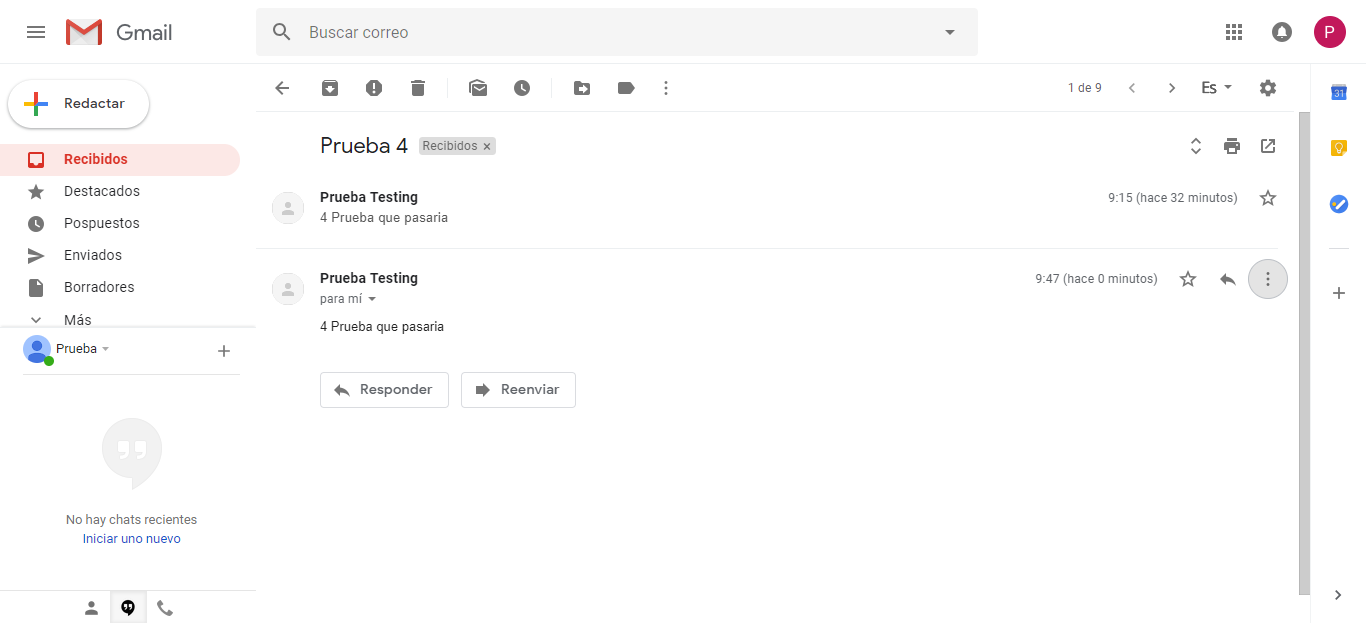 Gmail
Buscar correo
P
Redactar
1 de 9
Es
31
Recibidos
Destacados
Pospuestos
Enviados
Borradores
Más
Prueba
No hay chats recientes
Iniciar uno nuevo
Prueba 4 Recibidos ×
Prueba Testing 9:15 (hace 32 minutos)
4 Prueba que pasaria
Prueba Testing 9:47 (hace 0 minutos)
para mí
4 Prueba que pasaria
Responder Reenviar